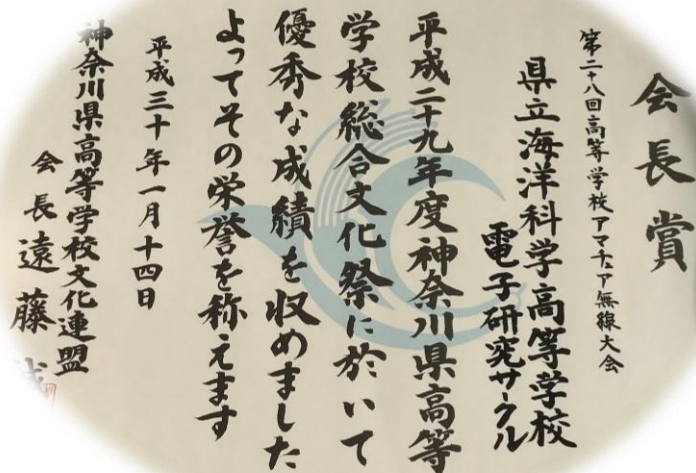 会長賞
第二十八回高等学校アマチュア無線大会
県立海洋科学高等学校
電子研究サークル
平成二十九年度神奈川県高等
学校総合文化祭に於いて
優秀な成績を収めました
よってその栄誉を称えます
平成三十年一月十四日
神奈川県高等学校文化連盟
会長遠藤